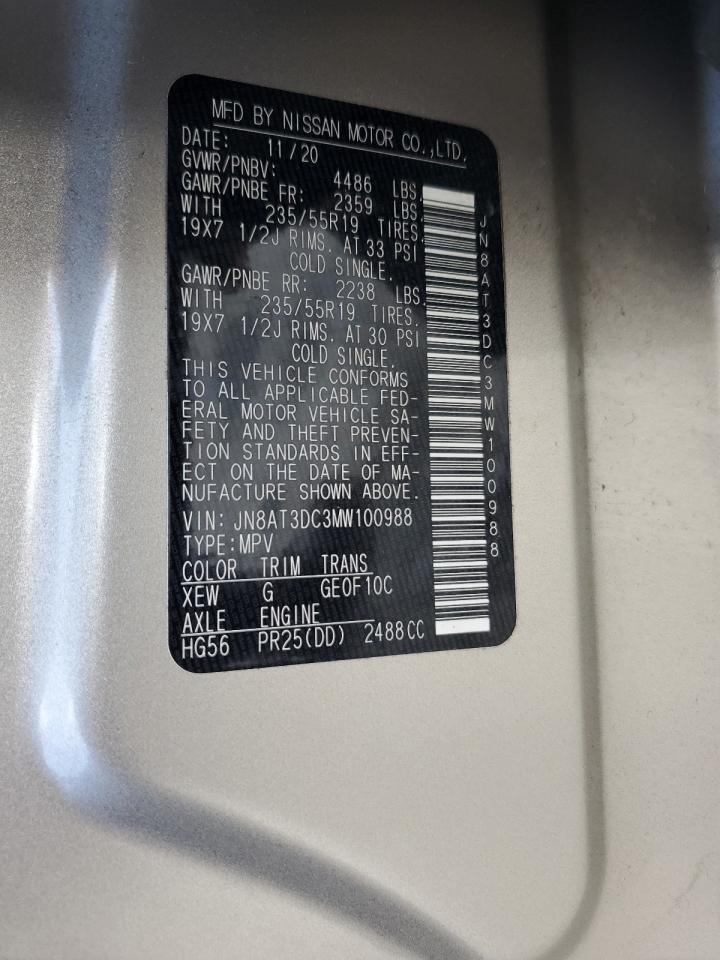 MFD BY NISSAN MOTOR CO.,LTD.
DATE: 11/20
GVWR/PNBV: 4486 LBS.
GAWR/PNBE FR: 2359 LBS.
WITH 235/55R19 TIRES.
19X7 1/2J RIMS. AT 33 PSI
COLD SINGLE.
GAWR/PNBE RR: 2238 LBS.
WITH 235/55R19 TIRES.
19X7 1/2J RIMS. AT 30 PSI
COLD SINGLE.
THIS VEHICLE CONFORMS
TO ALL APPLICABLE FED-
ERAL MOTOR VEHICLE SA-
FETY AND THEFT PREVEN-
TION STANDARDS IN EFF-
ECT ON THE DATE OF MA-
NUFACTURE SHOWN ABOVE.
VIN: JN8AT3DC3MW100988
TYPE:MPV
COLOR TRIM TRANS
XEW G GEOF10C
AXLE ENGINE
HG56 PR25(DD) 2488CC
JN8AT3DC3MW100988